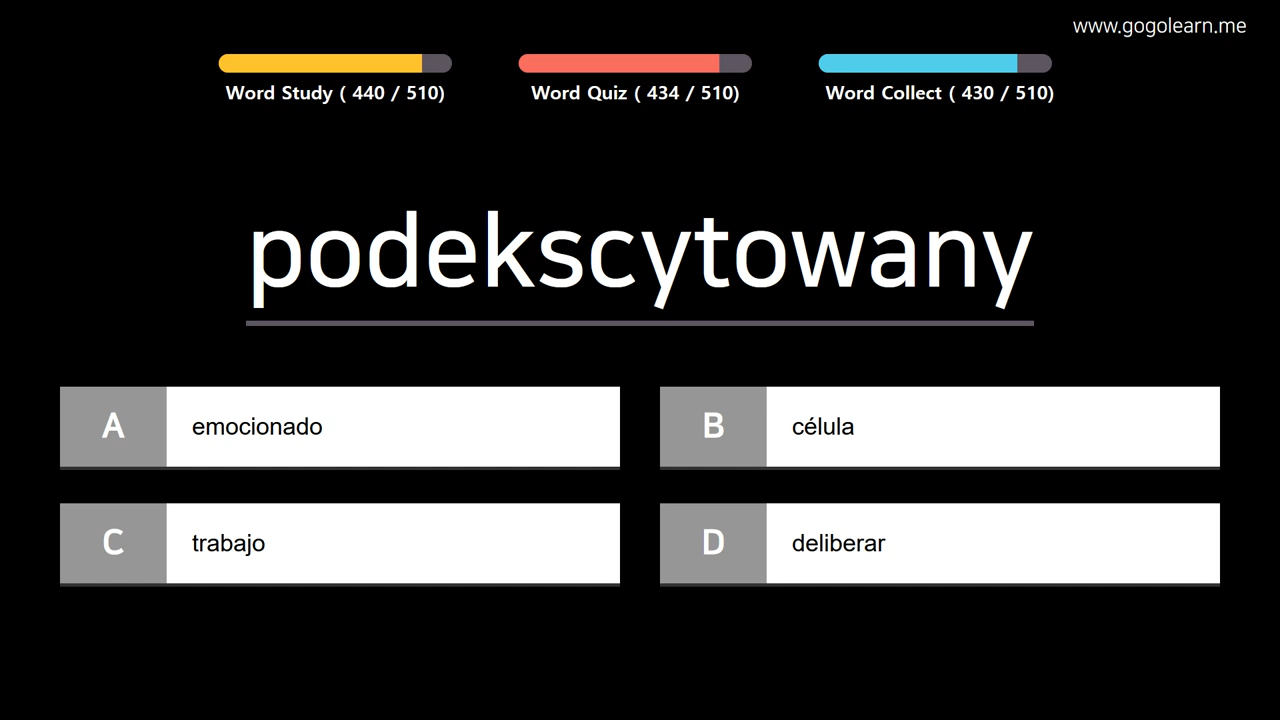 www.gogolearn.me
Word Study ( 440 / 510)
Word Quiz ( 434 / 510)
Word Collect ( 430 / 510)
podekscytowany
A emocionado
B célula
C trabajo
D deliberar